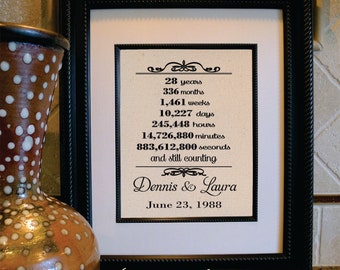 28 years
336 months
1,461 weeks
10,227 days
245,448 hours
14,726,880 minutes
883,612,800 seconds
and still counting
Dennis & Laura
June 23, 1988